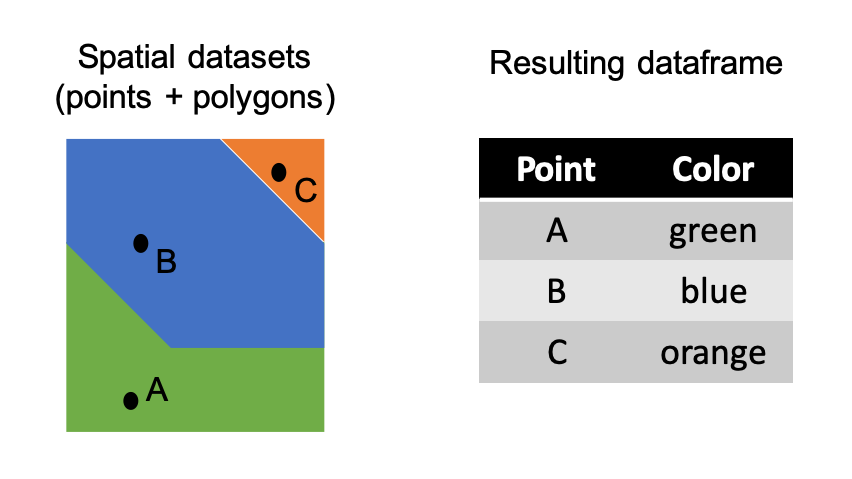 Spatial datasets
(points + polygons)
C
B
A
Resulting dataframe
Point Color
A green
B blue
C orange